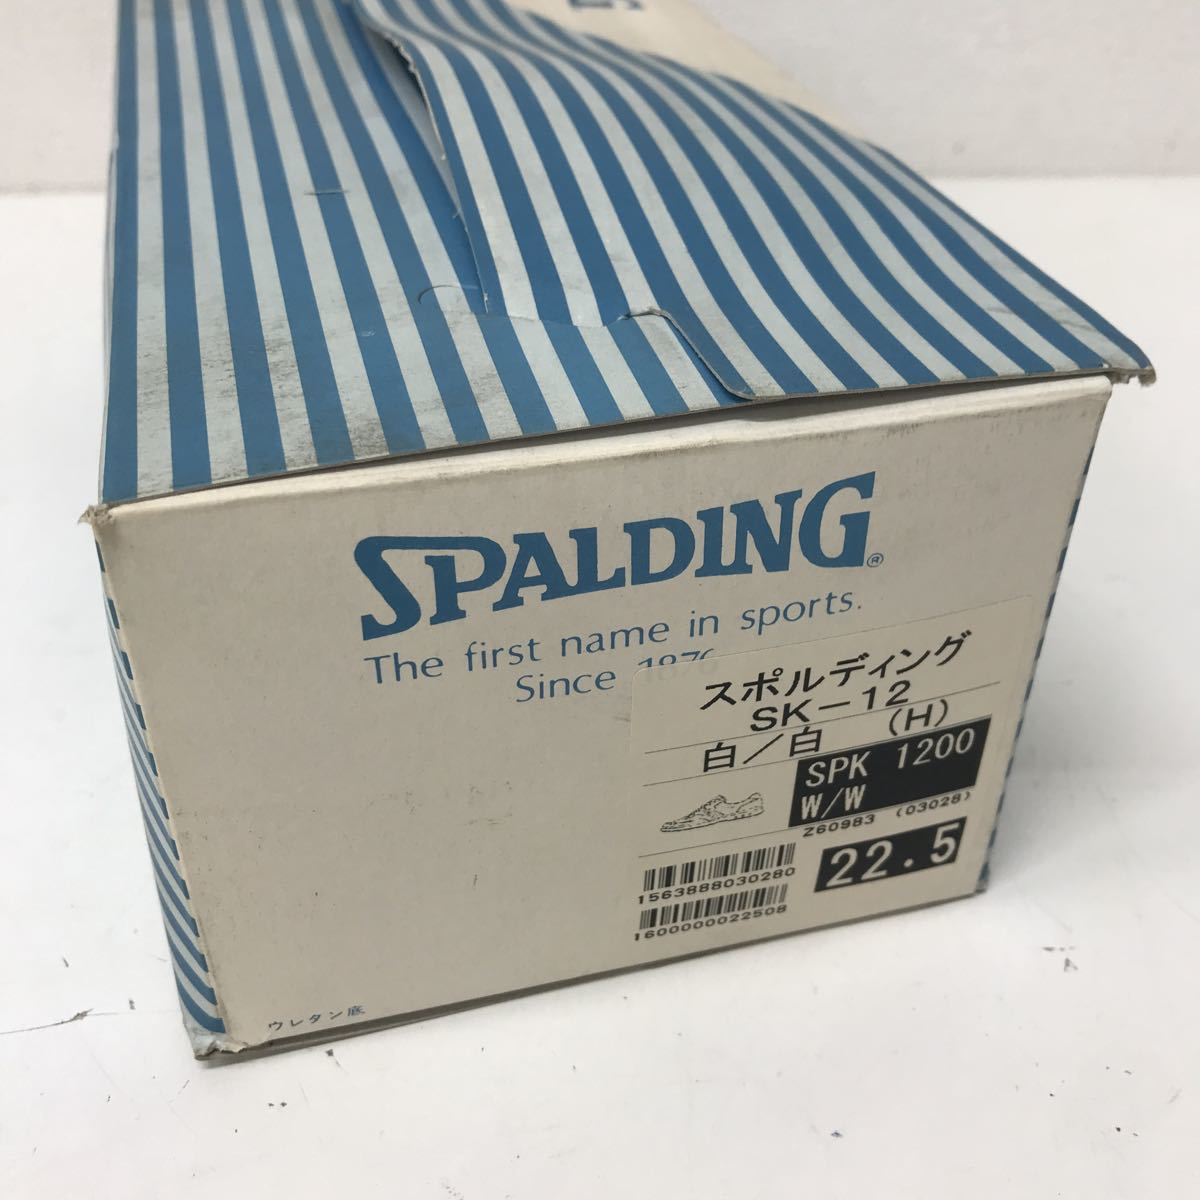 SPALDING®
The first name in sports.
Since 1876
スポルディング
SK-12
白/白 (H)
SPK 1200
W/W
Z60983 (03028)
22.5
1563888030280
1600000022508
ウレタン底